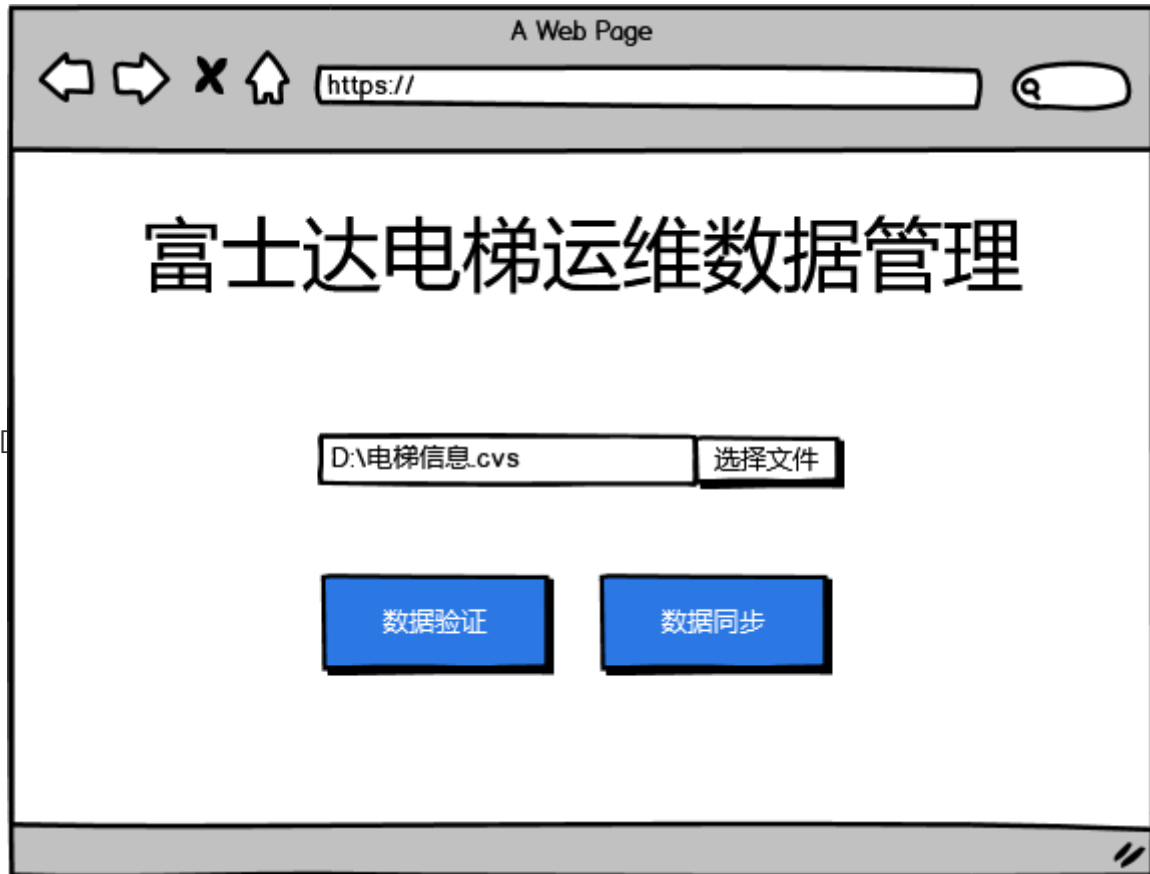 A Web Page
https://
富士达电梯运维数据管理
D:\电梯信息.cvs
选择文件
数据验证
数据同步